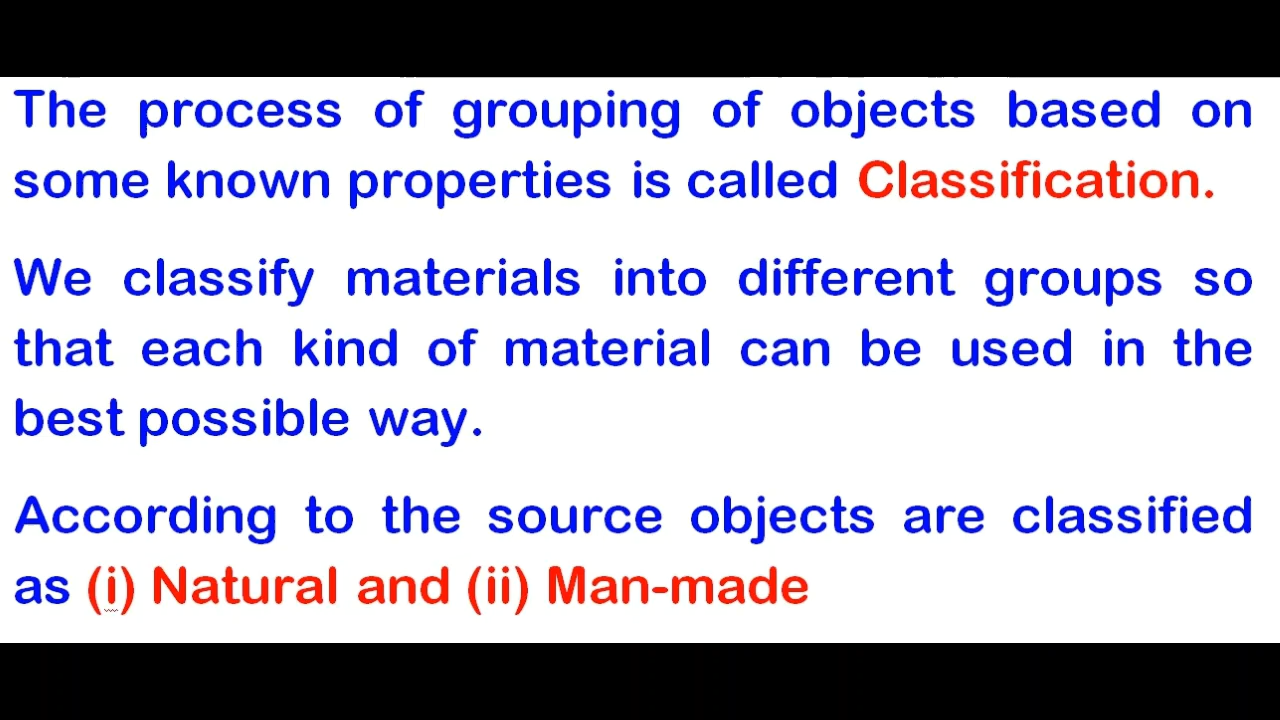 The process of grouping of objects based on
some known properties is called Classification.
We classify materials into different groups so
that each kind of material can be used in the
best possible way.
According to the source objects are classified
as (i) Natural and (ii) Man-made